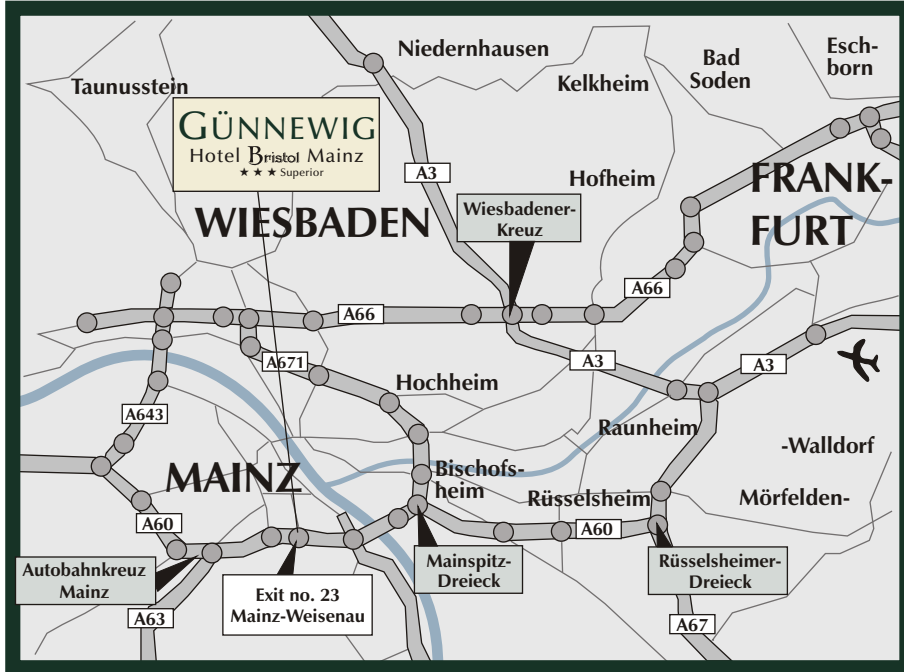 Niedernhausen
Esch-
born
Bad
Soden
Taunusstein
Kelkheim
GÜNNEWIG
Hotel Bristol Mainz
★★★ Superior
A3
Hofheim
FRANK-
FURT
WIESBADEN
Wiesbadener-
Kreuz
A66
A66
A671
A3
A3
Hochheim
A643
Raunheim
-Walldorf
MAINZ
Bischofs-
heim
Rüsselsheim
Mörfelden-
A60
A60
Autobahnkreuz
Mainz
Mainspitz-
Dreieck
Rüsselsheimer-
Dreieck
Exit no. 23
Mainz-Weisenau
A63
A67